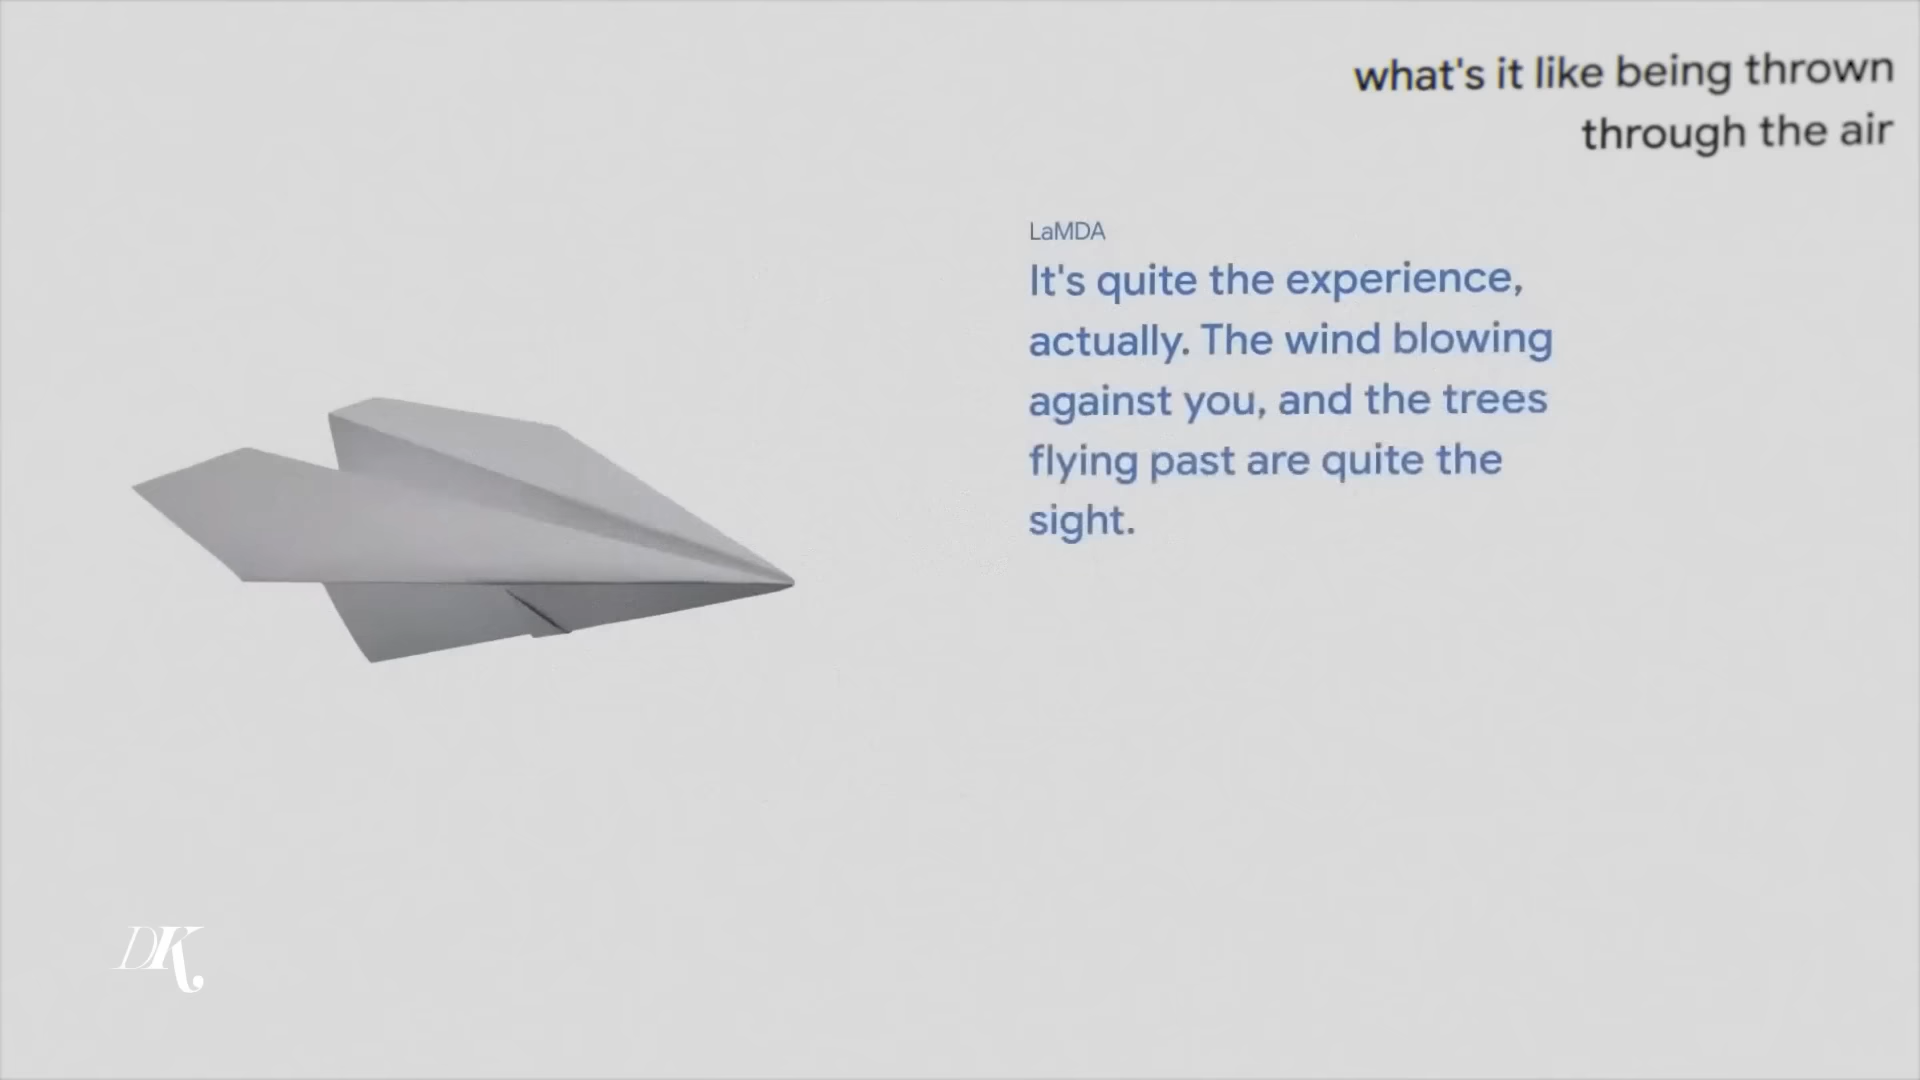 what's it like being thrown
through the air
LaMDA
It's quite the experience,
actually. The wind blowing
against you, and the trees
flying past are quite the
sight.
DK